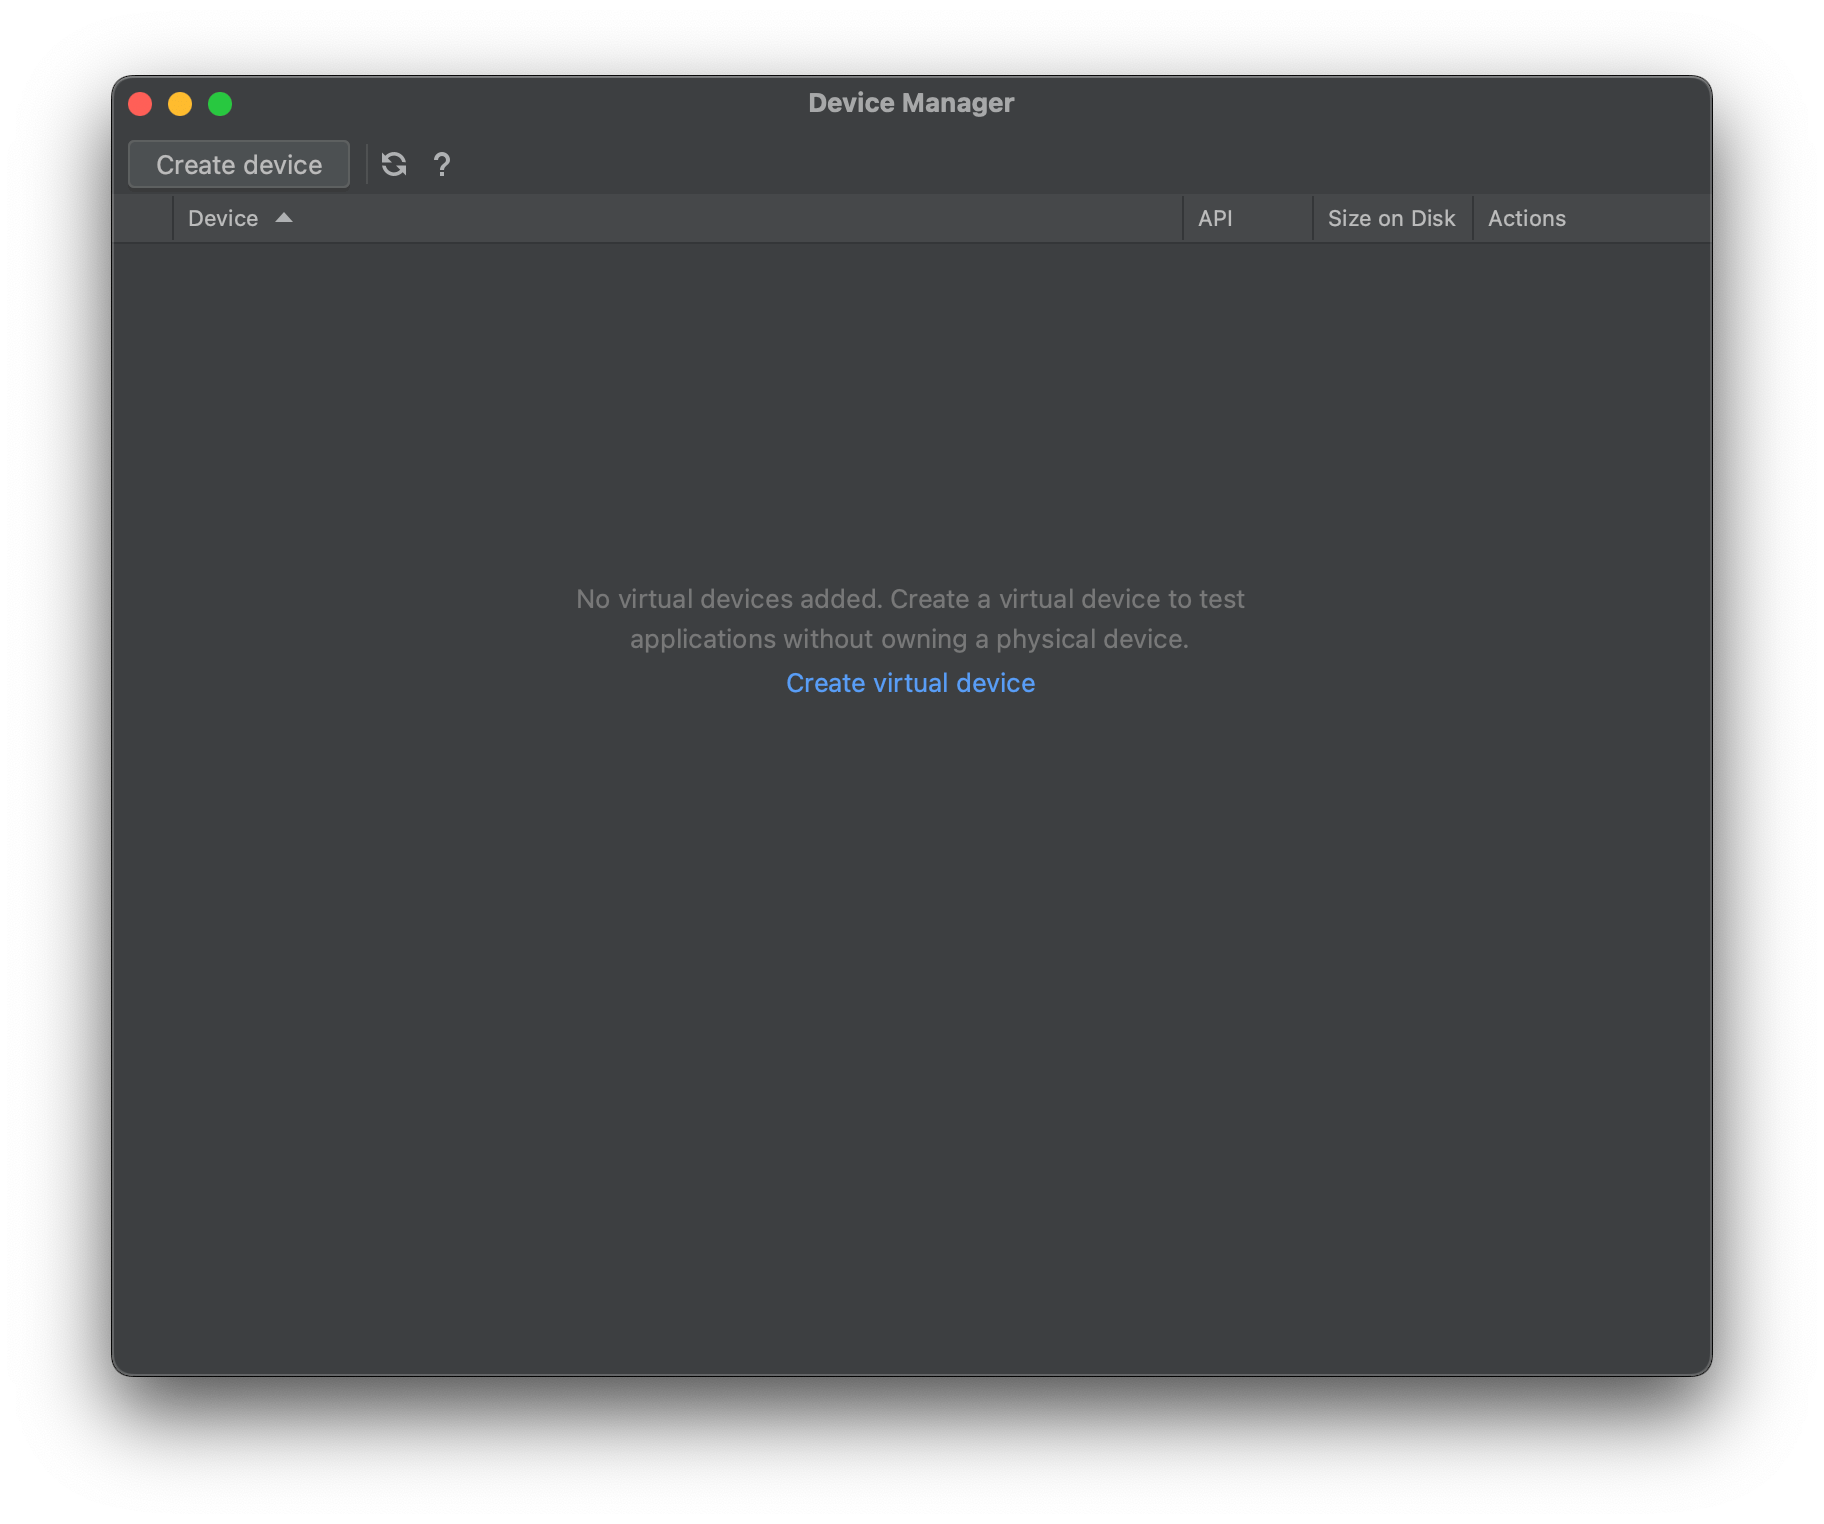 Device Manager
Create device ?
Device API Size on Disk Actions
No virtual devices added. Create a virtual device to test
applications without owning a physical device.
Create virtual device